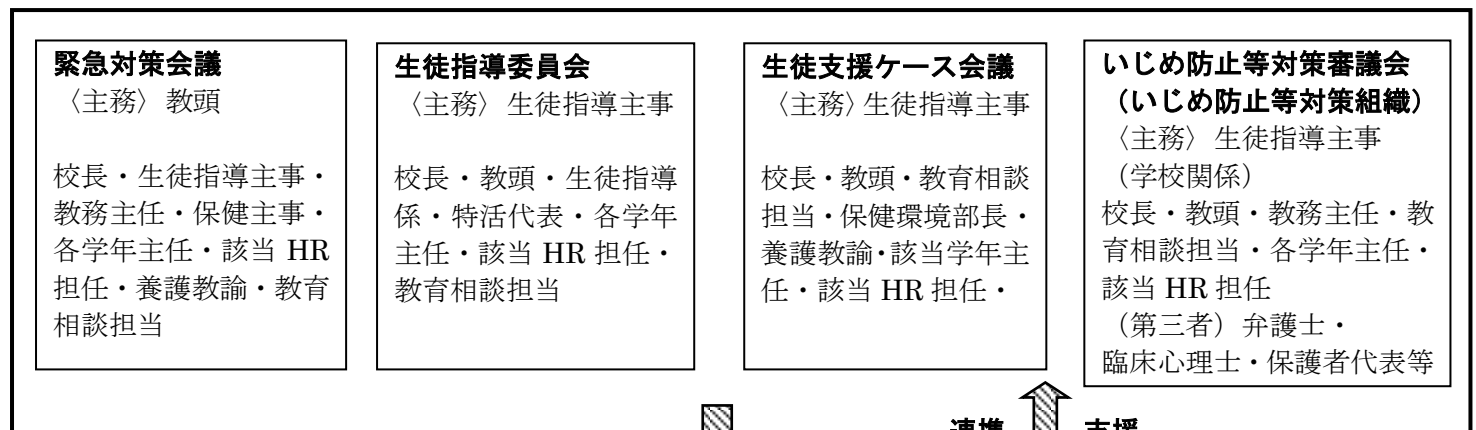 緊急対策会議
〈主務〉教頭
校長・生徒指導主事・
教務主任・保健主事・
各学年主任・該当 HR
担任・養護教諭・教育
相談担当
生徒指導委員会
〈主務〉生徒指導主事
校長・教頭・生徒指導
係・特活代表・各学年
主任・該当 HR 担任・
教育相談担当
生徒支援ケース会議
〈主務〉生徒指導主事
校長・教頭・教育相談
担当・保健環境部長・
養護教諭・該当学年主
任・該当 HR 担任・
いじめ防止等対策審議会
（いじめ防止等対策組織）
〈主務〉生徒指導主事
（学校関係）
校長・教頭・教務主任・教
育相談担当・各学年主任・
該当 HR 担任
（第三者）弁護士・
臨床心理士・保護者代表等
連携 支援